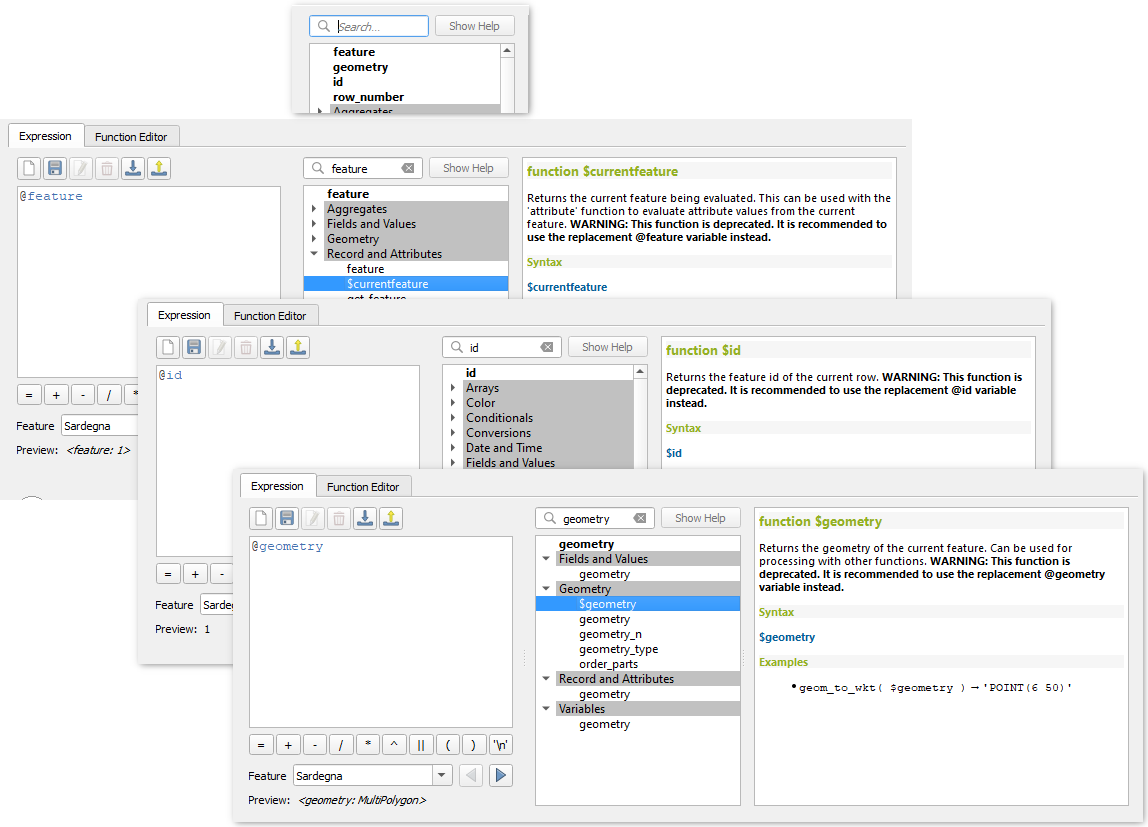 Search...
Show Help
feature
geometry
id
row_number
Aggregates
Expression
Function Editor
feature
Show Help
@feature
feature
Aggregates
Fields and Values
Geometry
Record and Attributes
feature
$currentfeature
get_feature
function $currentfeature
Returns the current feature being evaluated. This can be used with the
'attribute' function to evaluate attribute values from the current
feature. WARNING: This function is deprecated. It is recommended to
use the replacement @feature variable instead.
Syntax
$currentfeature
= + - / *
Feature Sardegna
Preview: <feature: 1>
Expression
Function Editor
id
Show Help
@id
id
Arrays
Color
Conditionals
Conversions
Date and Time
Fields and Values
function $id
Returns the feature id of the current row. WARNING: This function is
deprecated. It is recommended to use the replacement @id variable
instead.
Syntax
$id
= + -
Feature Sardeg
Preview: 1
Expression
Function Editor
geometry
Show Help
@geometry
geometry
Fields and Values
geometry
Geometry
$geometry
geometry
geometry_n
geometry_type
order_parts
Record and Attributes
geometry
Variables
geometry
function $geometry
Returns the geometry of the current feature. Can be used for
processing with other functions. WARNING: This function is
deprecated. It is recommended to use the replacement @geometry
variable instead.
Syntax
$geometry
Examples
• geom_to_wkt( $geometry ) → 'POINT(6 50)'
= + - / * ^ || ( ) '\n'
Feature Sardegna
Preview: <geometry: MultiPolygon>